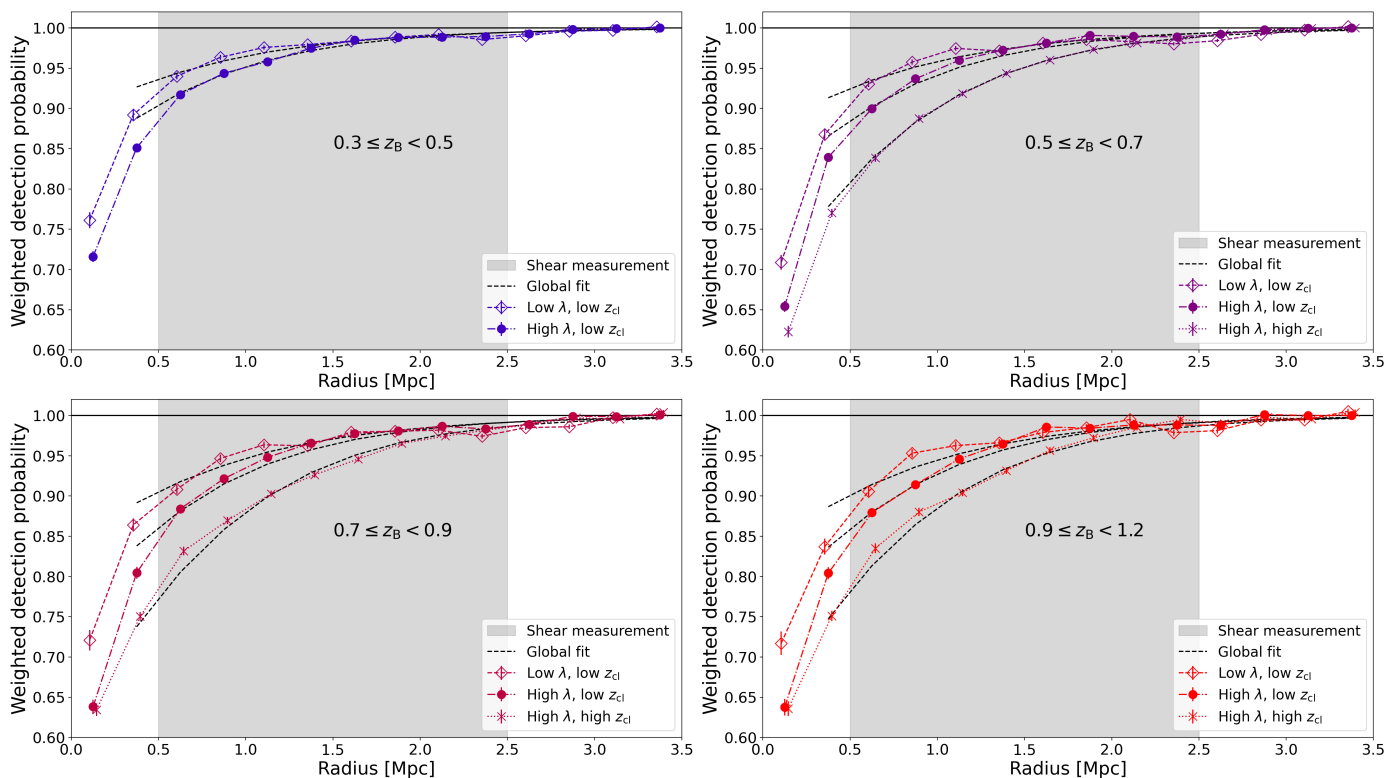 Weighted detection probability
1.00
0.95
0.90
0.85
0.80
0.75
0.70
0.65
0.60
0.3 ≤ z_B < 0.5
Shear measurement
Global fit
Low λ, low z_cl
High λ, low z_cl
0.0 0.5 1.0 1.5 2.0 2.5 3.0 3.5
Radius [Mpc]
Weighted detection probability
1.00
0.95
0.90
0.85
0.80
0.75
0.70
0.65
0.60
0.5 ≤ z_B < 0.7
Shear measurement
Global fit
Low λ, low z_cl
High λ, low z_cl
High λ, high z_cl
0.0 0.5 1.0 1.5 2.0 2.5 3.0 3.5
Radius [Mpc]
Weighted detection probability
1.00
0.95
0.90
0.85
0.80
0.75
0.70
0.65
0.60
0.7 ≤ z_B < 0.9
Shear measurement
Global fit
Low λ, low z_cl
High λ, low z_cl
High λ, high z_cl
0.0 0.5 1.0 1.5 2.0 2.5 3.0 3.5
Radius [Mpc]
Weighted detection probability
1.00
0.95
0.90
0.85
0.80
0.75
0.70
0.65
0.60
0.9 ≤ z_B < 1.2
Shear measurement
Global fit
Low λ, low z_cl
High λ, low z_cl
High λ, high z_cl
0.0 0.5 1.0 1.5 2.0 2.5 3.0 3.5
Radius [Mpc]